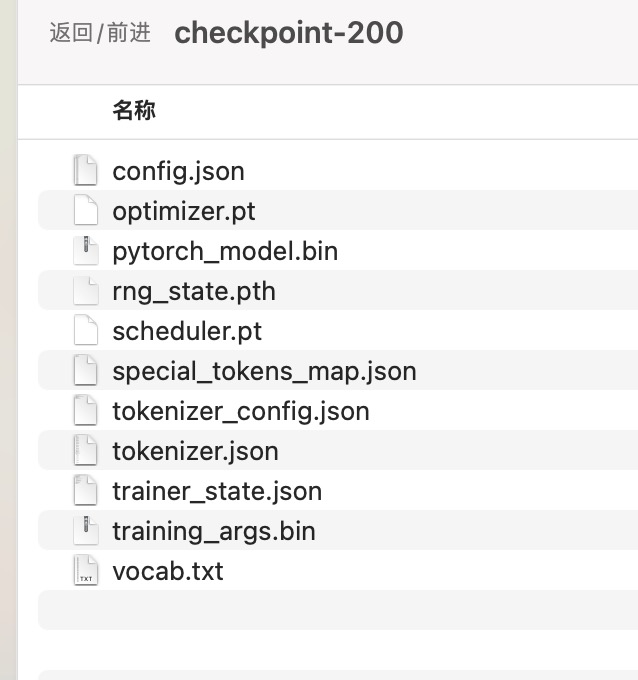 返回/前进 checkpoint-200
名称
config.json
optimizer.pt
pytorch_model.bin
rng_state.pth
scheduler.pt
special_tokens_map.json
tokenizer_config.json
tokenizer.json
trainer_state.json
training_args.bin
TXT vocab.txt